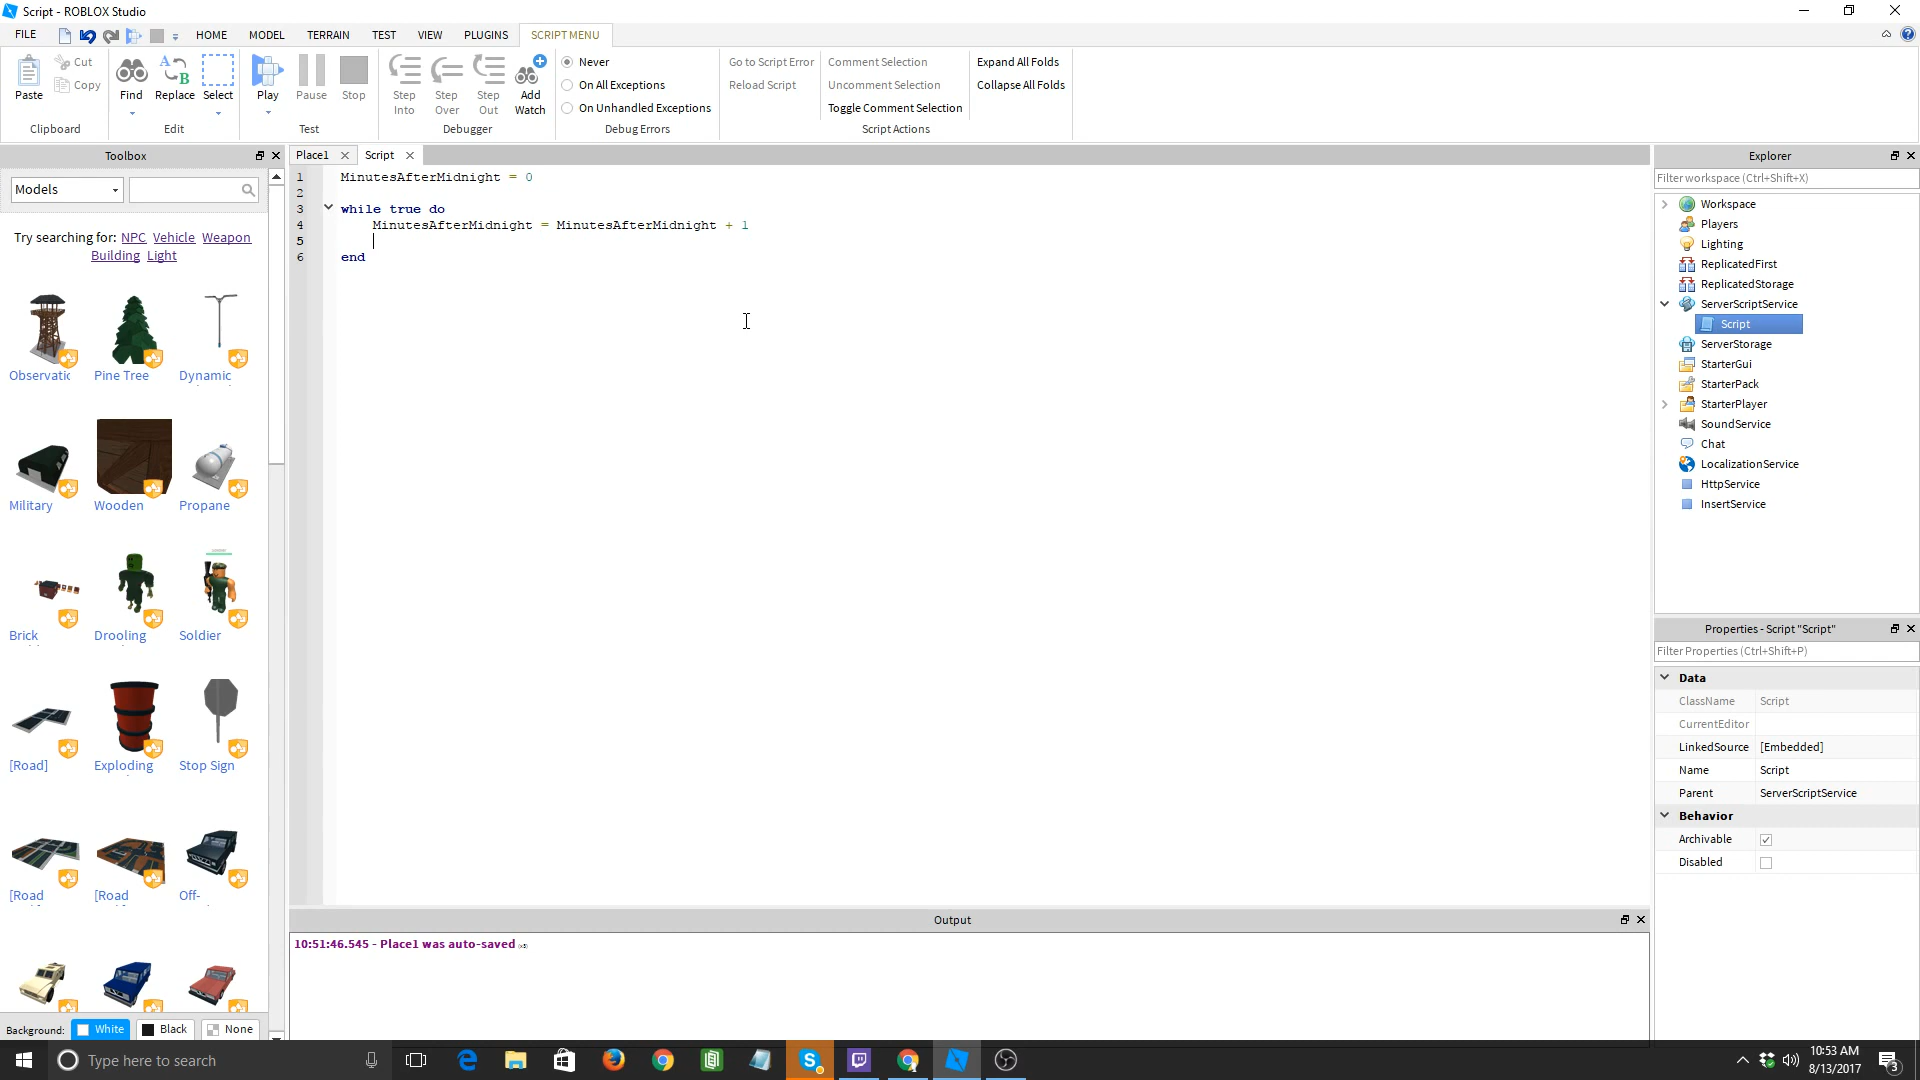 Script - ROBLOX Studio
FILE
HOME
MODEL
TERRAIN
TEST
VIEW
PLUGINS
SCRIPT MENU
Paste
Cut
Copy
Clipboard
Find
Replace
Select
Edit
Play
Pause
Stop
Test
Step Into
Step Over
Step Out
Add Watch
Debugger
Never
On All Exceptions
On Unhandled Exceptions
Debug Errors
Go to Script Error
Reload Script
Comment Selection
Uncomment Selection
Toggle Comment Selection
Script Actions
Expand All Folds
Collapse All Folds
Toolbox
Models
Try searching for: NPC Vehicle Weapon
Building Light
Observatic
Pine Tree
Dynamic
Military
Wooden
Propane
Brick
Drooling
Soldier
[Road]
Exploding
Stop Sign
[Road
[Road
Off-
Background: White Black None
Place1
Script
1 MinutesAfterMidnight = 0
2
3 while true do
4 MinutesAfterMidnight = MinutesAfterMidnight + 1
5
6 end
Output
10:51:46.545 - Place1 was auto-saved
Explorer
Filter workspace (Ctrl+Shift+X)
Workspace
Players
Lighting
ReplicatedFirst
ReplicatedStorage
ServerScriptService
Script
ServerStorage
StarterGui
StarterPack
StarterPlayer
SoundService
Chat
LocalizationService
HttpService
InsertService
Properties - Script "Script"
Filter Properties (Ctrl+Shift+P)
Data
ClassName Script
CurrentEditor
LinkedSource [Embedded]
Name Script
Parent ServerScriptService
Behavior
Archivable
Disabled
Type here to search
10:53 AM
8/13/2017
3